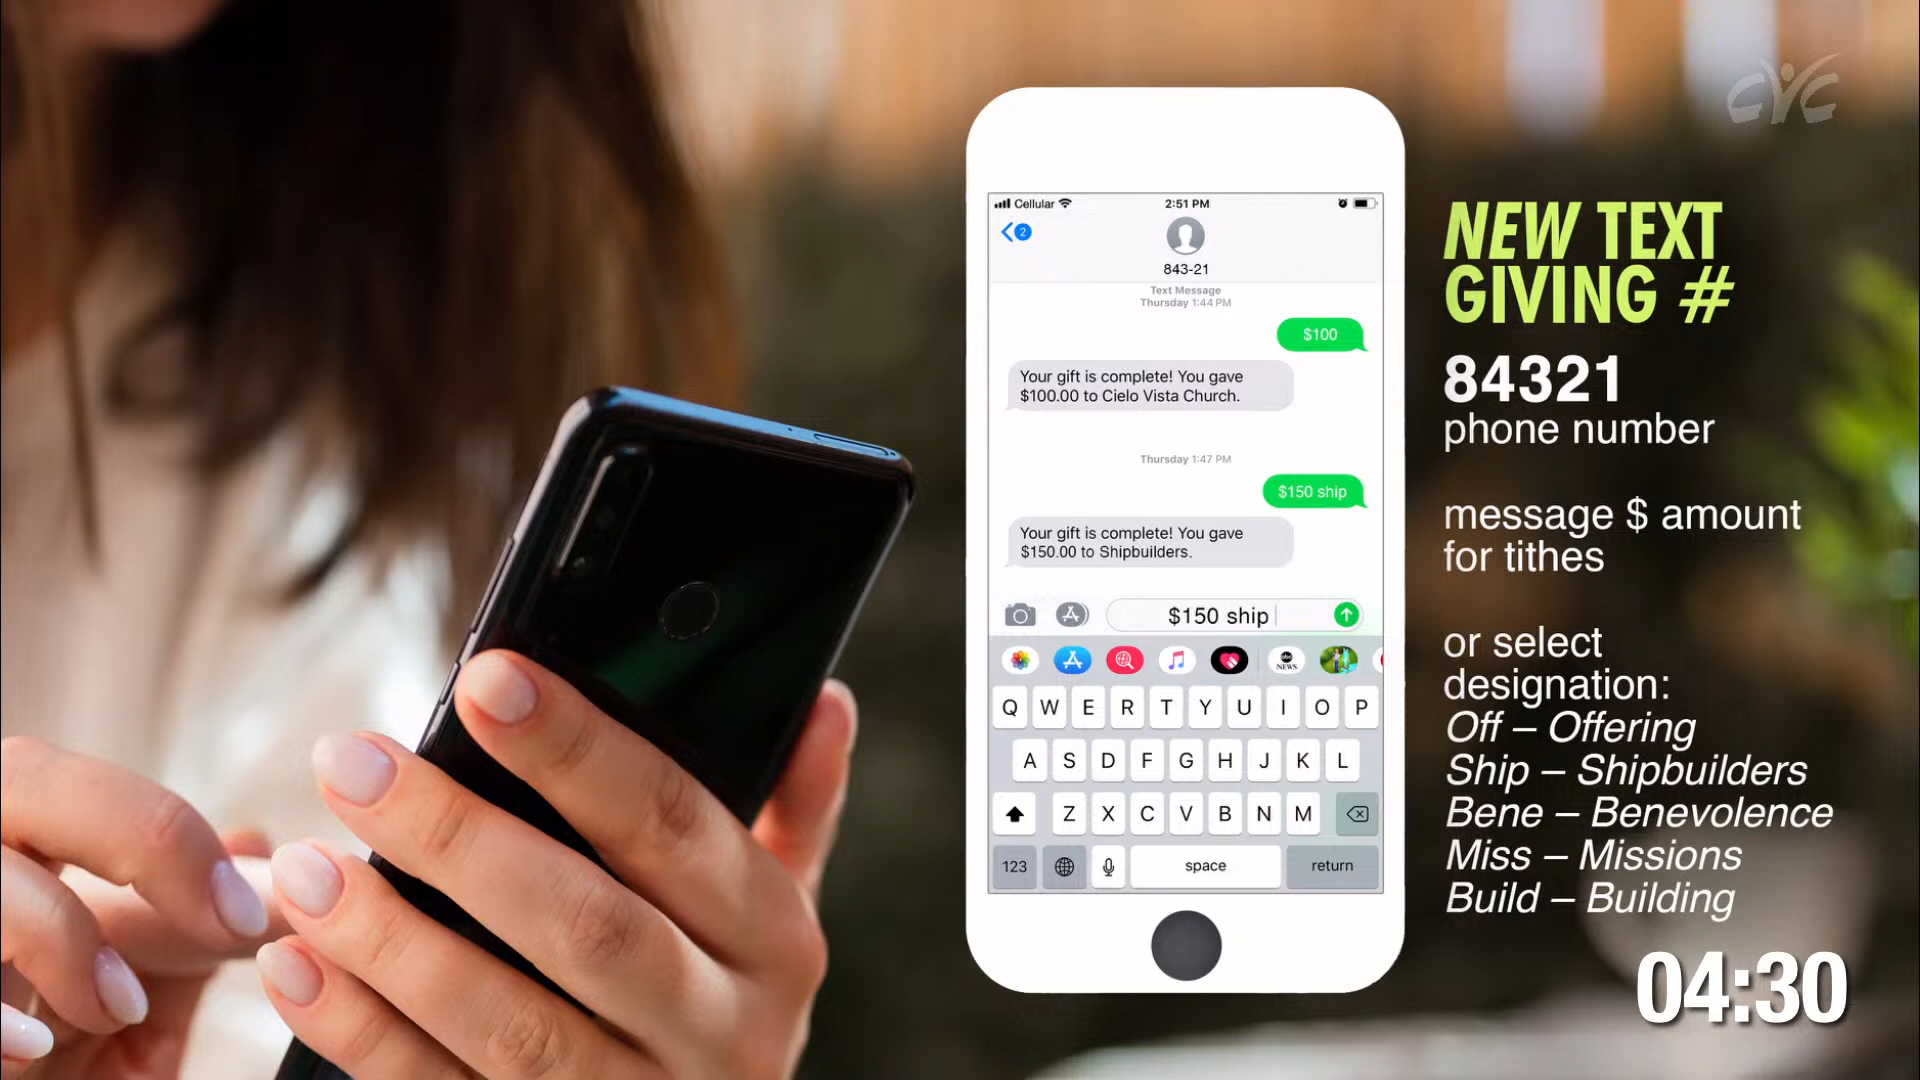 CVC
Cellular
2:51 PM
2
843-21
Text Message
Thursday 1:44 PM
$100
Your gift is complete! You gave
$100.00 to Cielo Vista Church.
Thursday 1:47 PM
$150 ship
Your gift is complete! You gave
$150.00 to Shipbuilders.
$150 ship
abc
NEWS
Q W E R T Y U I O P
A S D F G H J K L
Z X C V B N M
123 space return
NEW TEXT
GIVING #
84321
phone number
message $ amount
for tithes
or select
designation:
Off – Offering
Ship – Shipbuilders
Bene – Benevolence
Miss – Missions
Build – Building
04:30